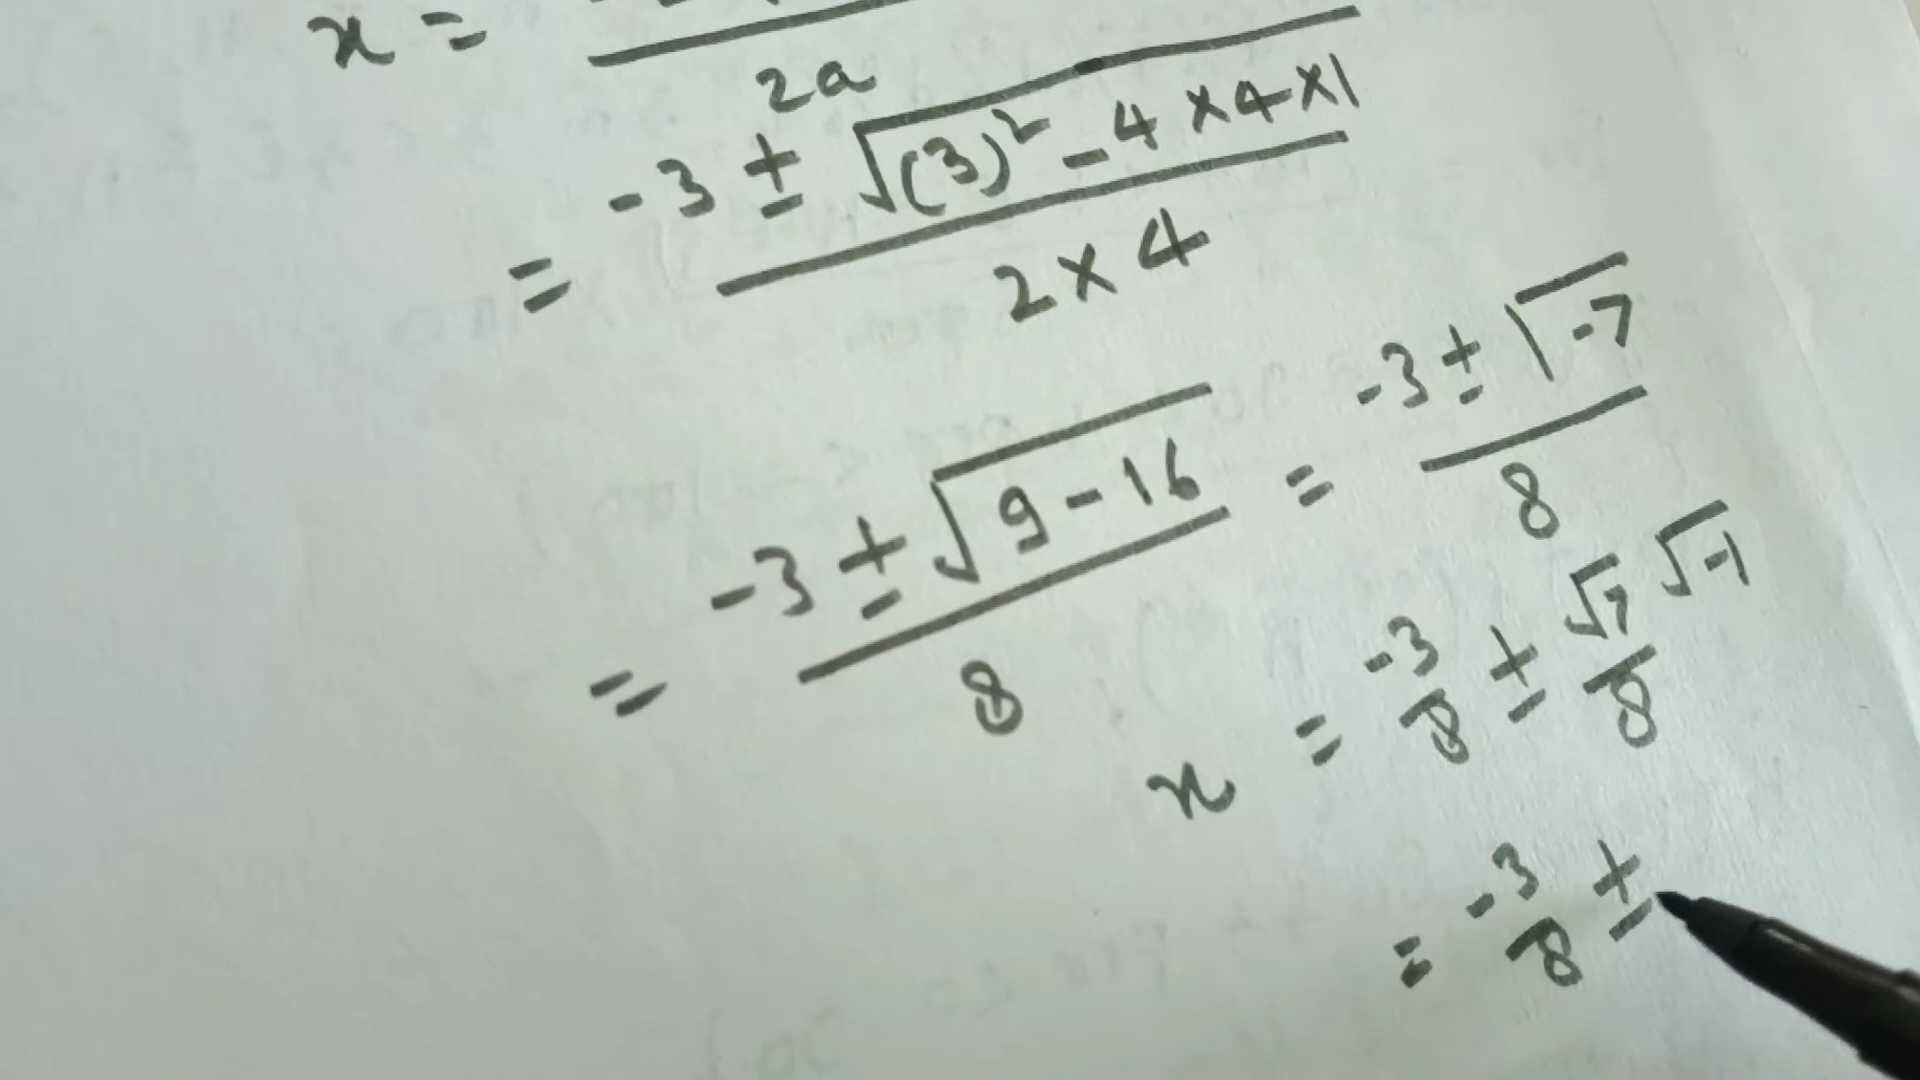 x =
2a
= -3 ± √(3)² - 4 × 4 × 1
2 × 4
= -3 ± √9 - 16 = -3 ± √-7
8 8
x = -3/8 ± √7/8 √-1
= -3/8 ±